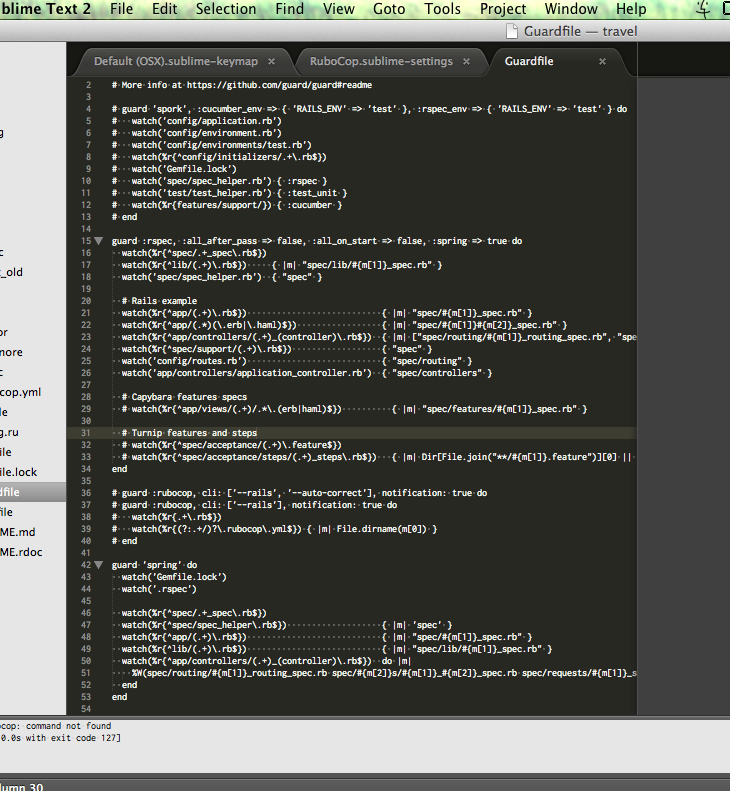 blime Text 2 File Edit Selection Find View Goto Tools Project Window Help
Guardfile — travel
Default (OSX).sublime-keymap × RuboCop.sublime-settings × Guardfile ×
2 # More info at https://github.com/guard/guard#readme
3
4 # guard 'spork', :cucumber_env => { 'RAILS_ENV' => 'test' }, :rspec_env => { 'RAILS_ENV' => 'test' } do
5 #   watch('config/application.rb')
6 #   watch('config/environment.rb')
7 #   watch('config/environments/test.rb')
8 #   watch(%r{^config/initializers/.+\.rb$})
9 #   watch('Gemfile.lock')
10 #   watch('spec/spec_helper.rb') { :rspec }
11 #   watch('test/test_helper.rb') { :test_unit }
12 #   watch(%r{features/support/}) { :cucumber }
13 # end
14
15 guard :rspec, :all_after_pass => false, :all_on_start => false, :spring => true do
16   watch(%r{^spec/.+_spec\.rb$})
17   watch(%r{^lib/(.+)\.rb$})     { |m| "spec/lib/#{m[1]}_spec.rb" }
18   watch('spec/spec_helper.rb')  { "spec" }
19
20   # Rails example
21   watch(%r{^app/(.+)\.rb$})                           { |m| "spec/#{m[1]}_spec.rb" }
22   watch(%r{^app/(.*)(\.erb|\.haml)$})                 { |m| "spec/#{m[1]}#{m[2]}_spec.rb" }
23   watch(%r{^app/controllers/(.+)_(controller)\.rb$})  { |m| ["spec/routing/#{m[1]}_routing_spec.rb", "spe
24   watch(%r{^spec/support/(.+)\.rb$})                  { "spec" }
25   watch('config/routes.rb')                           { "spec/routing" }
26   watch('app/controllers/application_controller.rb')  { "spec/controllers" }
27
28   # Capybara features specs
29   # watch(%r{^app/views/(.+)/.*\.(erb|haml)$})          { |m| "spec/features/#{m[1]}_spec.rb" }
30
31   # Turnip features and steps
32   # watch(%r{^spec/acceptance/(.+)\.feature$})
33   # watch(%r{^spec/acceptance/steps/(.+)_steps\.rb$})   { |m| Dir[File.join("**/#{m[1]}.feature")][0] ||
34 end
35
36 # guard :rubocop, cli: ['--rails', '--auto-correct'], notification: true do
37 # guard :rubocop, cli: ['--rails'], notification: true do
38 #   watch(%r{.+\.rb$})
39 #   watch(%r{(?:.+/)?\.rubocop\.yml$}) { |m| File.dirname(m[0]) }
40 # end
41
42 guard 'spring' do
43   watch('Gemfile.lock')
44   watch('.rspec')
45
46   watch(%r{^spec/.+_spec\.rb$})
47   watch(%r{^spec/spec_helper\.rb$})                   { |m| 'spec' }
48   watch(%r{^app/(.+)\.rb$})                           { |m| "spec/#{m[1]}_spec.rb" }
49   watch(%r{^lib/(.+)\.rb$})                           { |m| "spec/lib/#{m[1]}_spec.rb" }
50   watch(%r{^app/controllers/(.+)_(controller)\.rb$})  do |m|
51     %W(spec/routing/#{m[1]}_routing_spec.rb spec/#{m[2]}s/#{m[1]}_#{m[2]}_spec.rb spec/requests/#{m[1]}_s
52   end
53 end
54
g
c
t_old
or
nore
c
cop.yml
le
g.ru
ile
ile.lock
dfile
file
ME.md
ME.rdoc
ocop: command not found
0.0s with exit code 127]
lumn 30